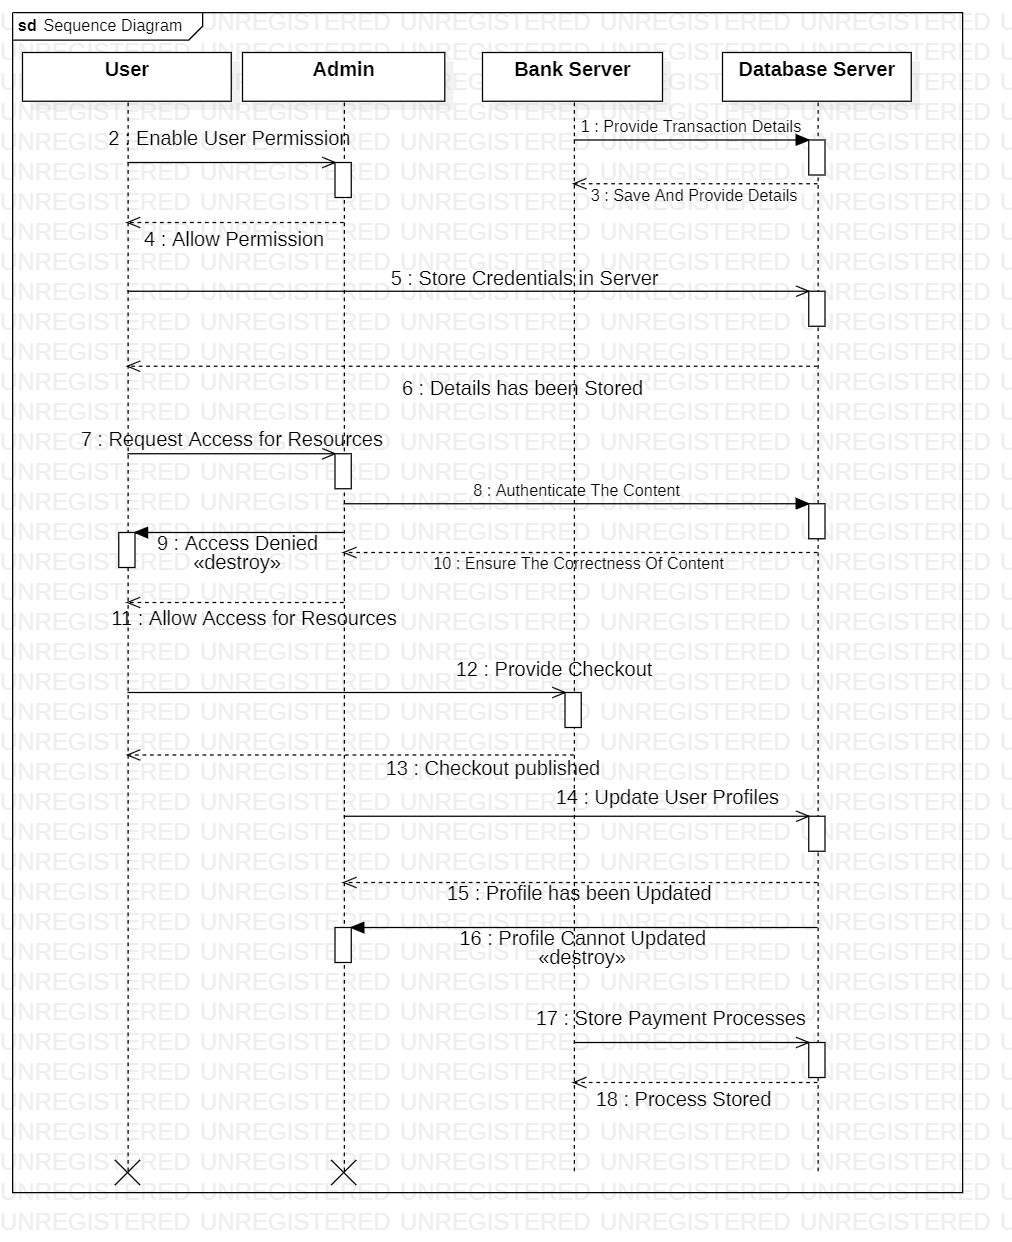 sd Sequence Diagram
User
Admin
Bank Server
Database Server
1 : Provide Transaction Details
2 : Enable User Permission
3 : Save And Provide Details
4 : Allow Permission
5 : Store Credentials in Server
6 : Details has been Stored
7 : Request Access for Resources
8 : Authenticate The Content
9 : Access Denied
«destroy»
10 : Ensure The Correctness Of Content
11 : Allow Access for Resources
12 : Provide Checkout
13 : Checkout published
14 : Update User Profiles
15 : Profile has been Updated
16 : Profile Cannot Updated
«destroy»
17 : Store Payment Processes
18 : Process Stored
UNREGISTERED